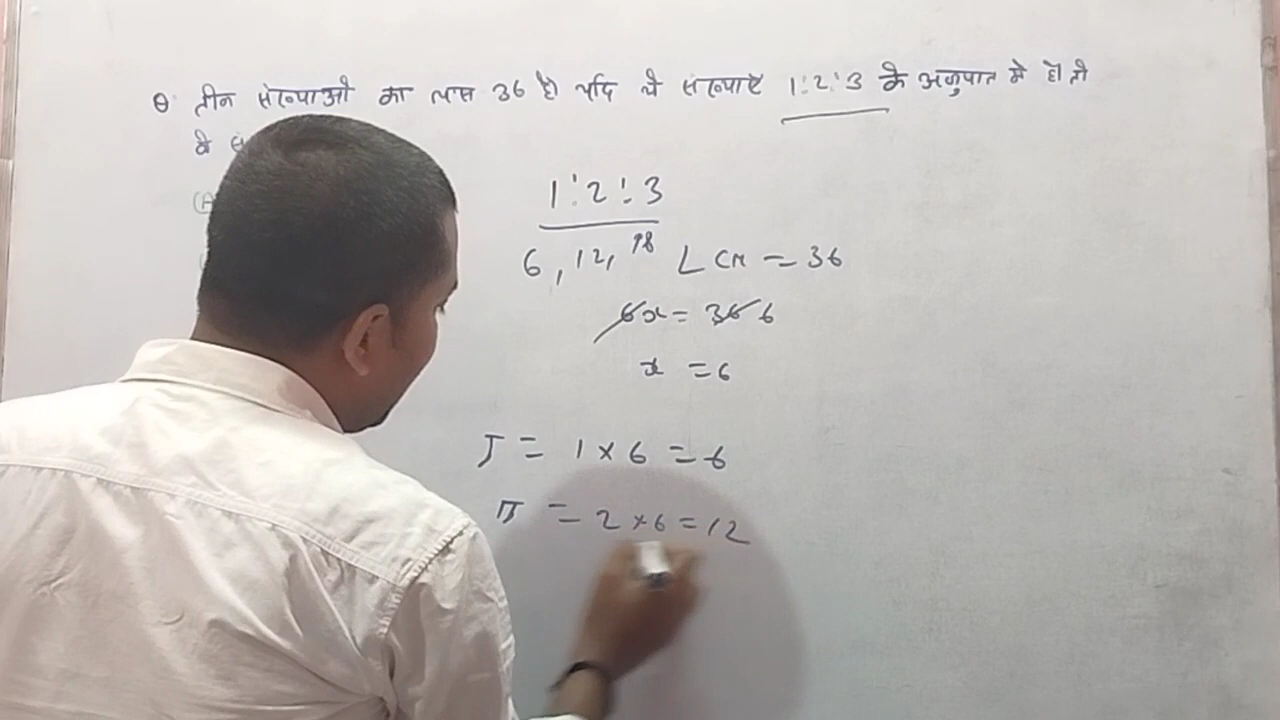 Q: तीन संख्याओ का लास 36 है। यदि ये संख्याऐ 1:2:3 के अनुपात मे हो तो
वे
(A
1:2:3
6, 12, 18 LCM = 36
6x = 36 6
x = 6
I = 1 × 6 = 6
II = 2 × 6 = 12